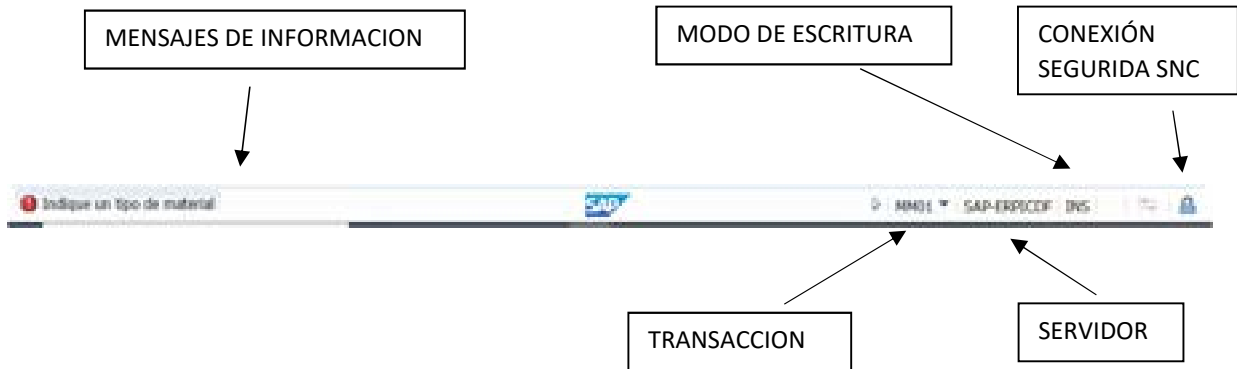 MENSAJES DE INFORMACION
MODO DE ESCRITURA
CONEXIÓN
SEGURIDA SNC
Indique un tipo de material
SAP
MM01 SAP-ERPICDF INS
TRANSACCION
SERVIDOR